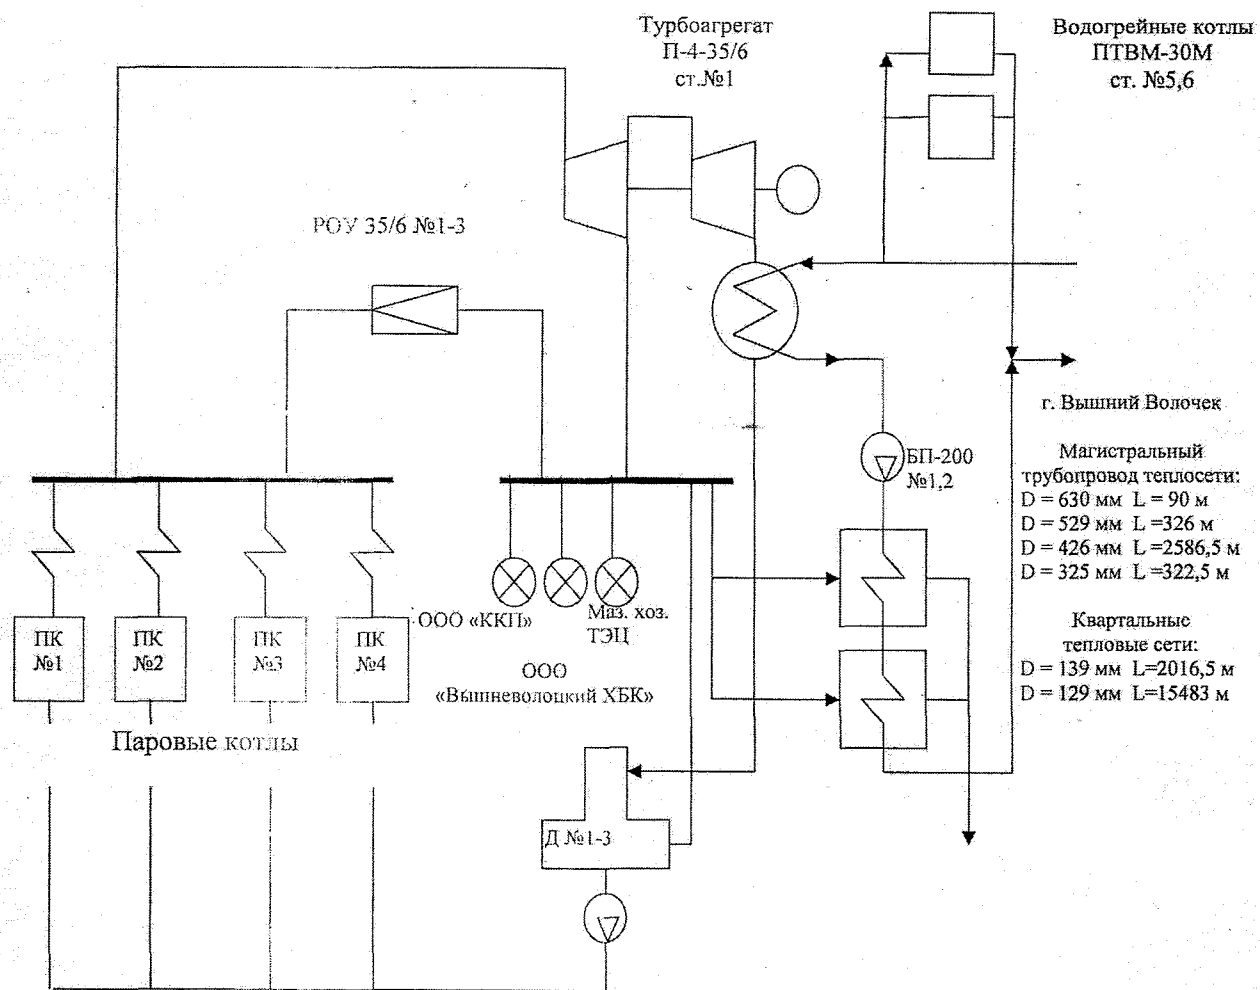 Турбоагрегат
П-4-35/6
ст.№1
Водогрейные котлы
ПТВМ-30М
ст. №5,6
РОУ 35/6 №1-3
г. Вышний Волочек
БП-200
№1,2
Магистральный
трубопровод теплосети:
D = 630 мм L = 90 м
D = 529 мм L =326 м
D = 426 мм L =2586,5 м
D = 325 мм L =322,5 м
Квартальные
тепловые сети:
D = 139 мм L=2016,5 м
D = 129 мм L=15483 м
ООО «ККП»
Маз. хоз.
ТЭЦ
ООО
«Вышневолоцкий ХБК»
ПК
№1
ПК
№2
ПК
№3
ПК
№4
Паровые котлы
Д №1-3